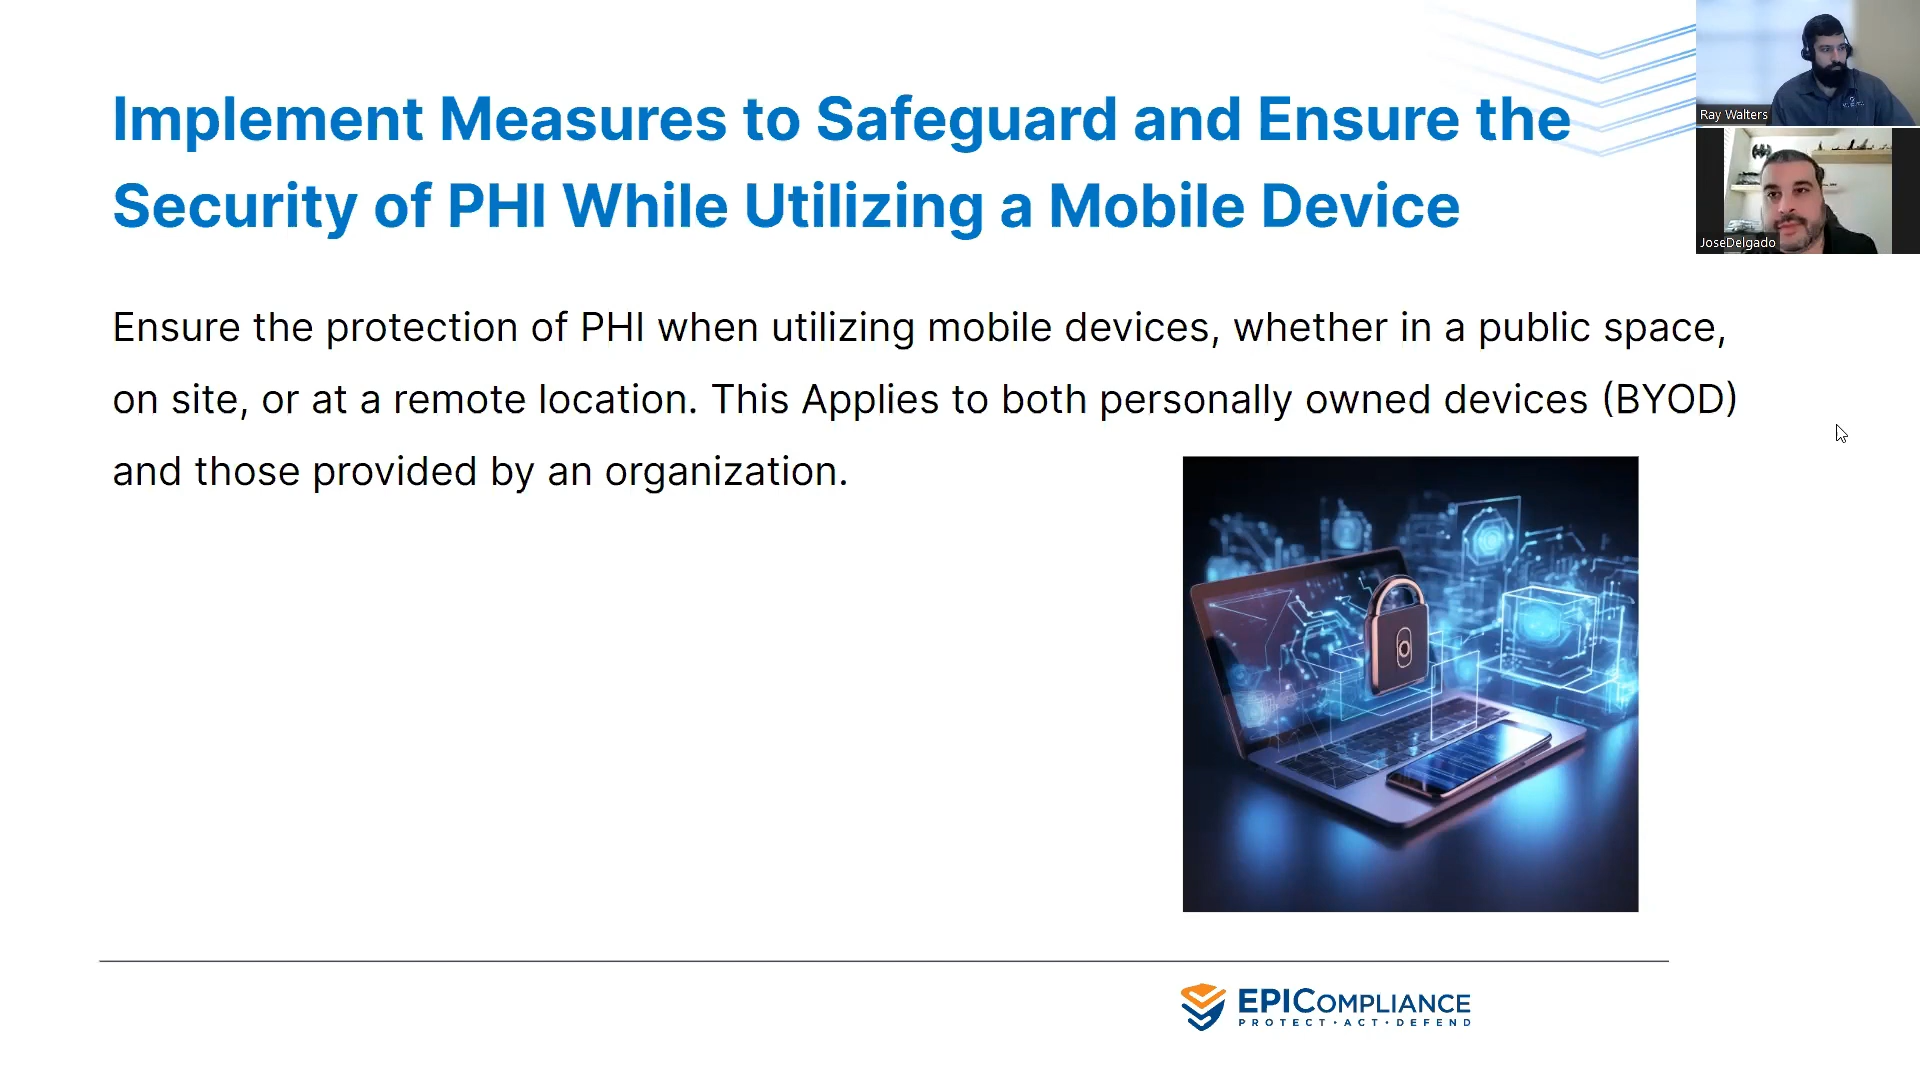 Implement Measures to Safeguard and Ensure the
Security of PHI While Utilizing a Mobile Device
Ray Walters
JoseDelgado
Ensure the protection of PHI when utilizing mobile devices, whether in a public space,
on site, or at a remote location. This Applies to both personally owned devices (BYOD)
and those provided by an organization.
EPICOMPLIANCE
PROTECT·ACT·DEFEND